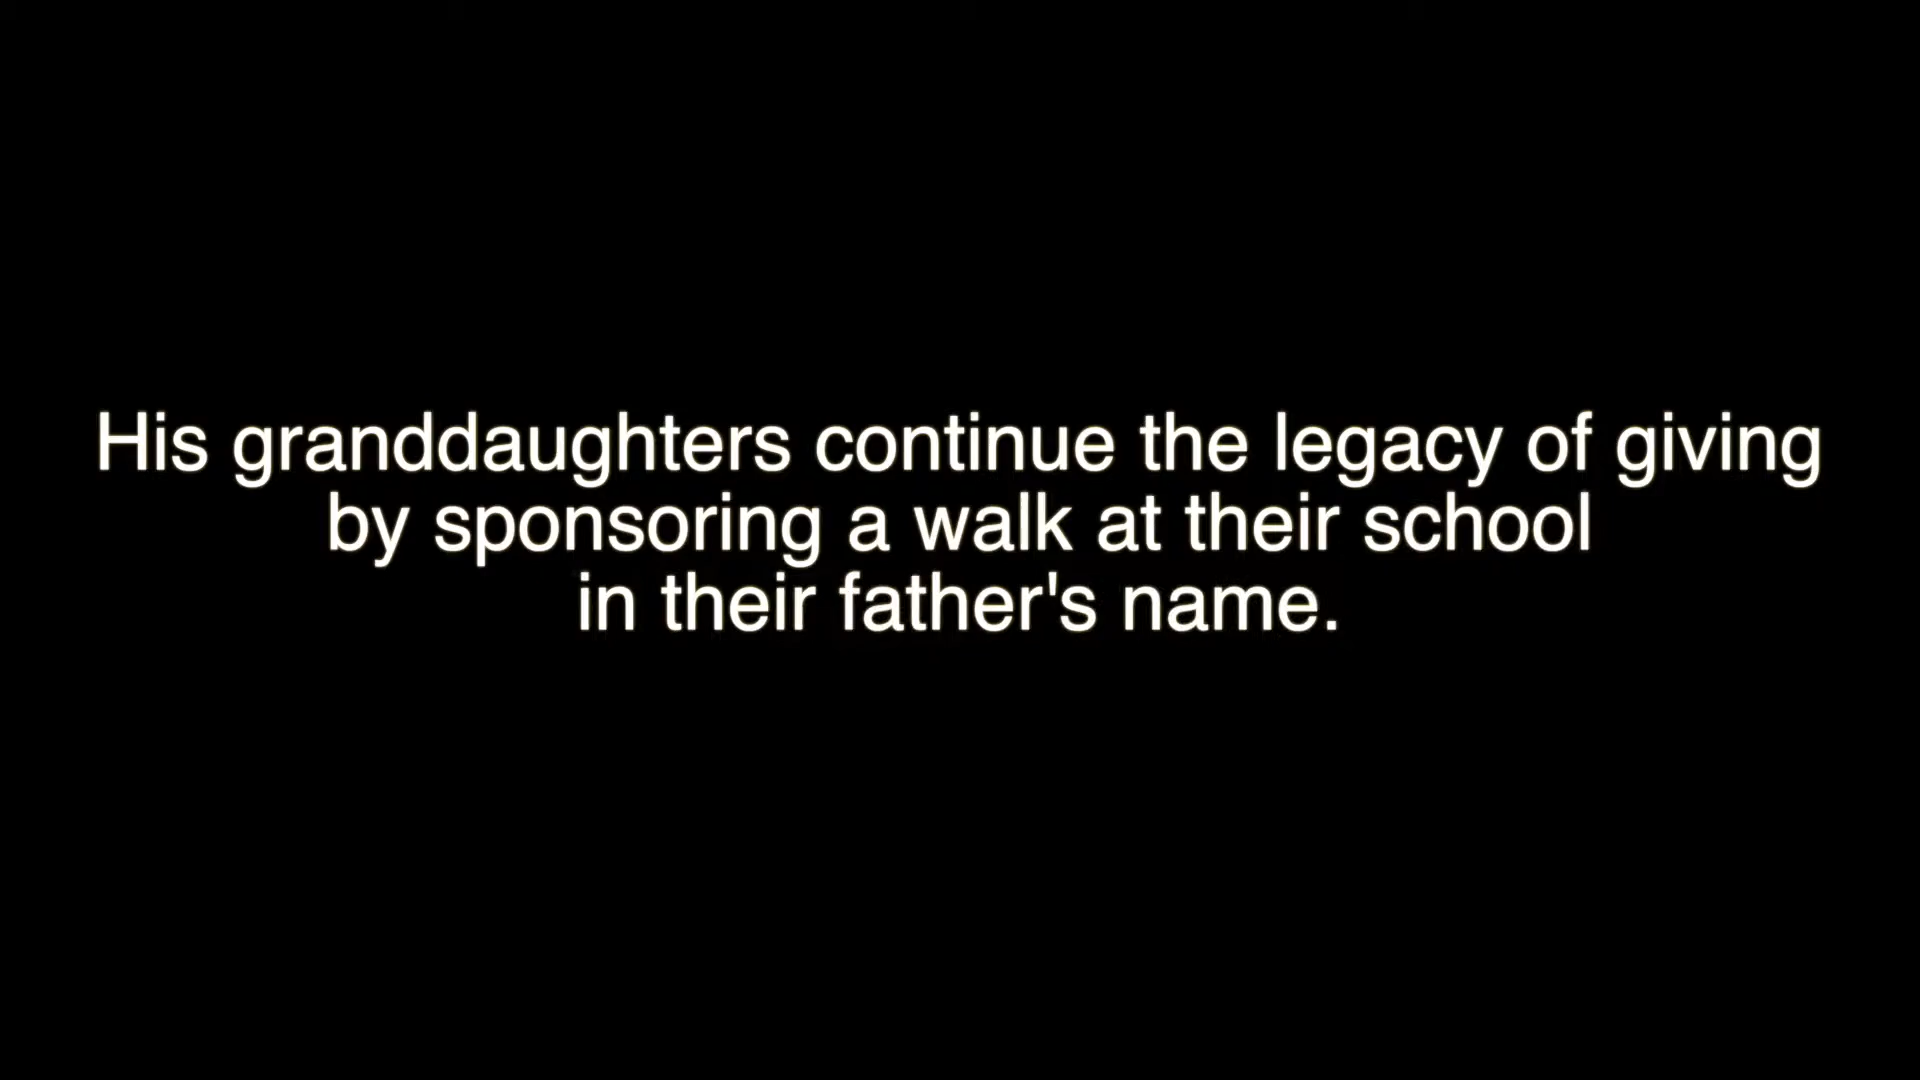 His granddaughters continue the legacy of giving
by sponsoring a walk at their school
in their father's name.